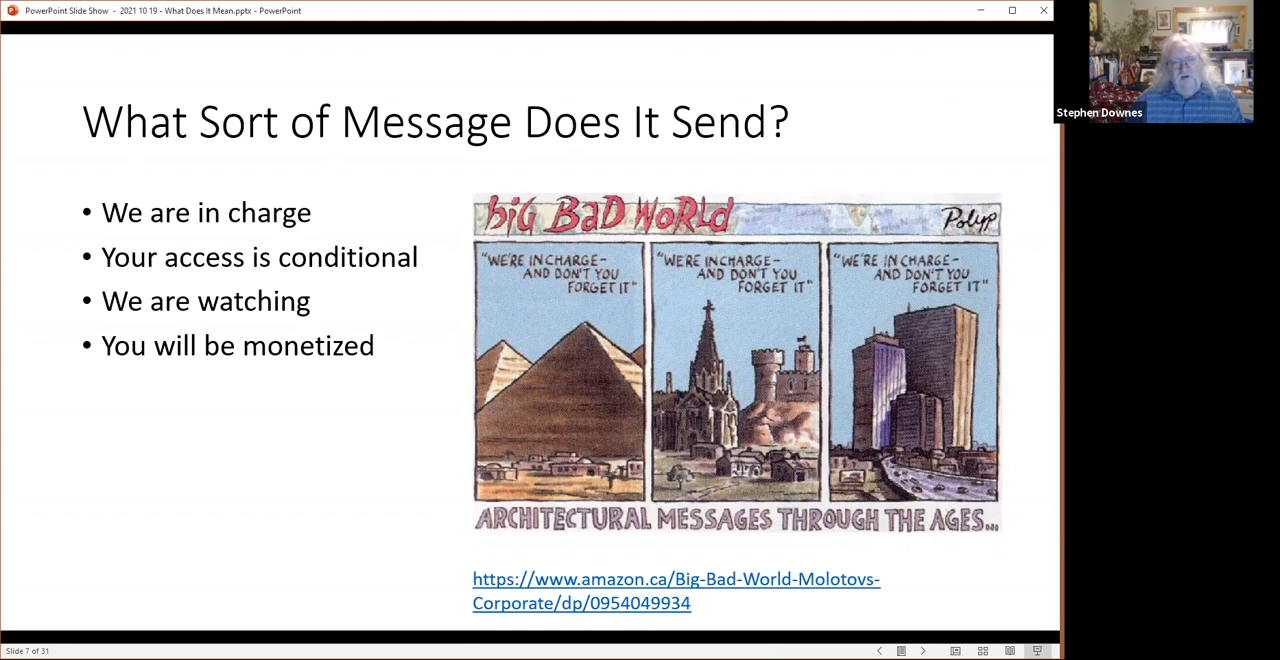 PowerPoint Slide Show - 2021 10 19 - What Does It Mean.pptx - PowerPoint
Stephen Downes
What Sort of Message Does It Send?
• We are in charge
• Your access is conditional
• We are watching
• You will be monetized
big BaD WoRLD
Polyp
"WE'RE IN CHARGE-
AND DON'T YOU
FORGET IT"
"WE'RE IN CHARGE-
AND DON'T YOU
FORGET IT"
"WE'RE IN CHARGE-
AND DON'T YOU
FORGET IT"
ARCHITECTURAL MESSAGES THROUGH THE AGES...
https://www.amazon.ca/Big-Bad-World-Molotovs-
Corporate/dp/0954049934
Slide 7 of 31